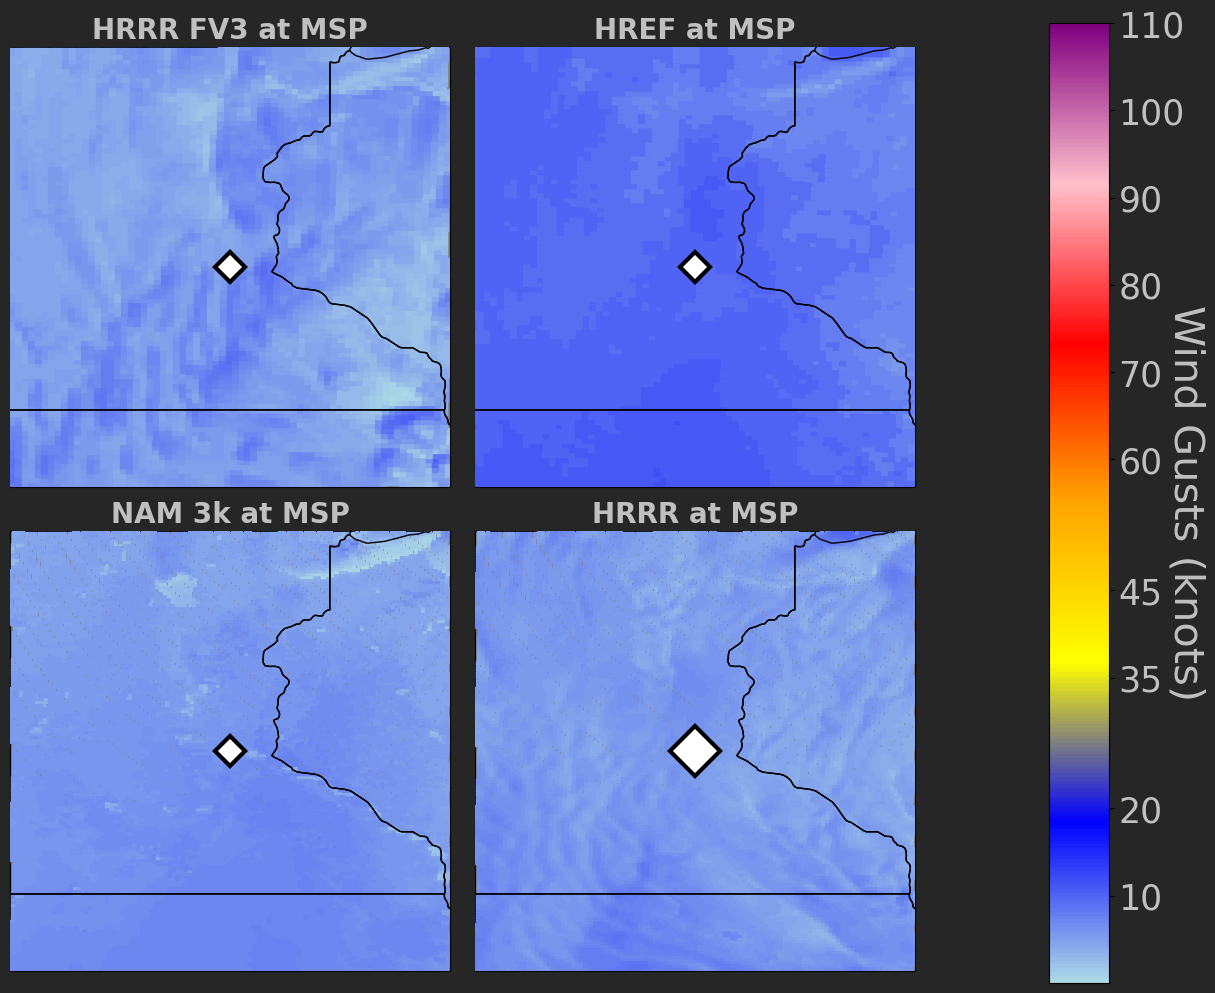 HRRR FV3 at MSP
HREF at MSP
NAM 3k at MSP
HRRR at MSP
110
100
90
80
70
60
45
35
20
10
Wind Gusts (knots)